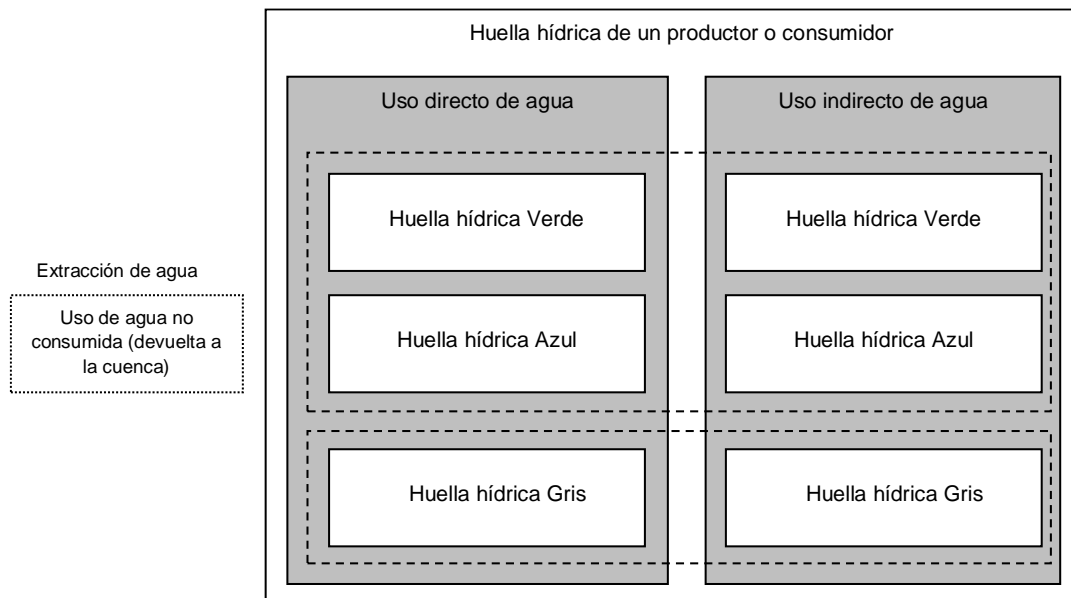 Huella hídrica de un productor o consumidor
Uso directo de agua
Uso indirecto de agua
Huella hídrica Verde
Huella hídrica Verde
Extracción de agua
Uso de agua no
consumida (devuelta a
la cuenca)
Huella hídrica Azul
Huella hídrica Azul
Huella hídrica Gris
Huella hídrica Gris